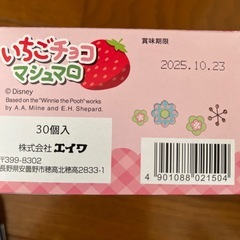 いちごチョコ
マシュマロ
© Disney
Based on the "Winnie the Pooh" works
by A.A. Milne and E.H. Shepard.
30個入
株式会社 エイワ
〒399-8302
長野県安曇野市穂高北穂高2833-1
賞味期限
2025.10.23
4901088021504